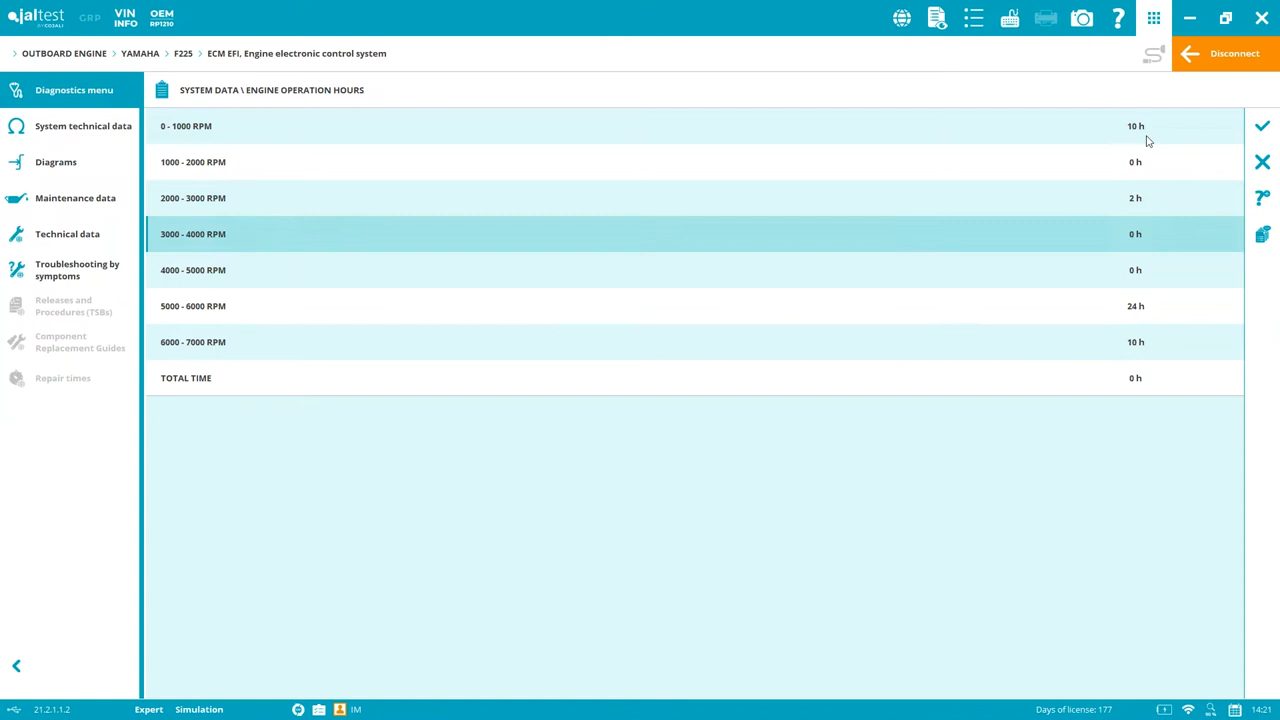 jaltest
BY COJALI
GRP
VIN
INFO
OEM
RP1210
OUTBOARD ENGINE > YAMAHA > F225 > ECM EFI, Engine electronic control system
Disconnect
Diagnostics menu
SYSTEM DATA \ ENGINE OPERATION HOURS
System technical data
0 - 1000 RPM 10 h
Diagrams
1000 - 2000 RPM 0 h
Maintenance data
2000 - 3000 RPM 2 h
Technical data
3000 - 4000 RPM 0 h
Troubleshooting by
symptoms
4000 - 5000 RPM 0 h
Releases and
Procedures (TSBs)
5000 - 6000 RPM 24 h
Component
Replacement Guides
6000 - 7000 RPM 10 h
Repair times
TOTAL TIME 0 h
21.2.1.1.2 Expert Simulation IM Days of license: 177 14:21